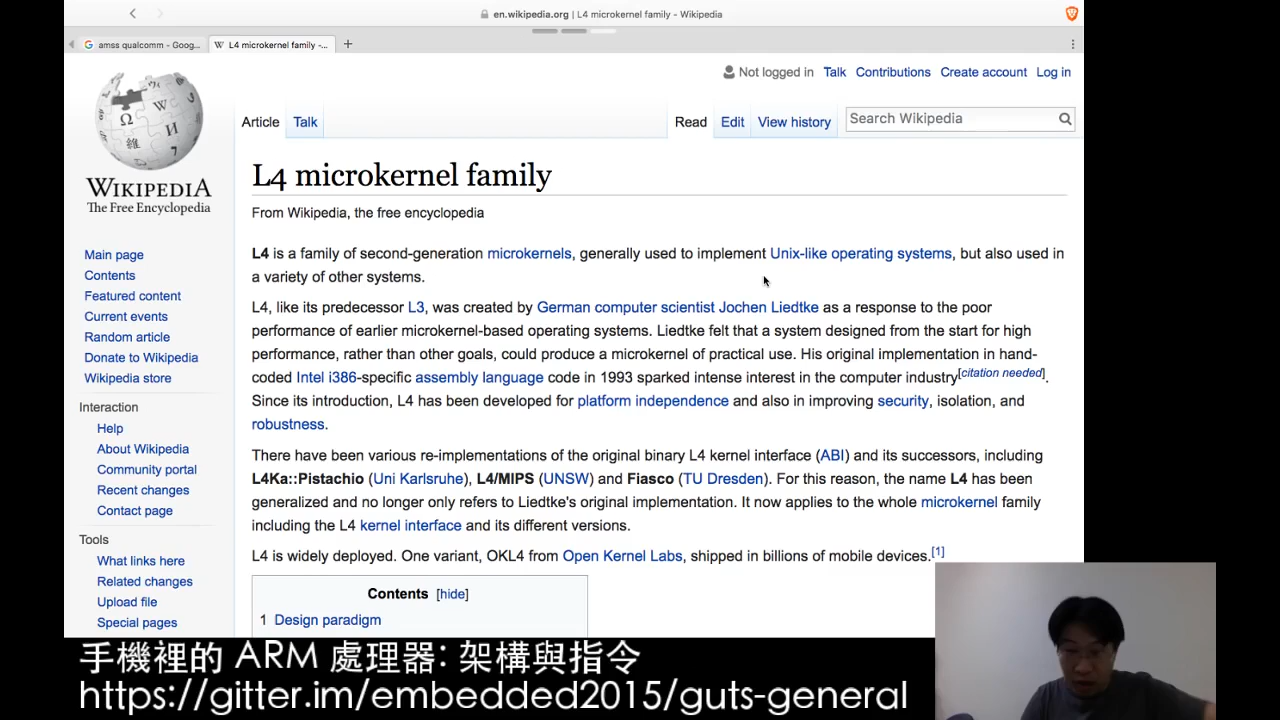 en.wikipedia.org | L4 microkernel family - Wikipedia
amss qualcomm - Goog...
L4 microkernel family -...
Not logged in Talk Contributions Create account Log in
Article Talk Read Edit View history Search Wikipedia
WIKIPEDIA
The Free Encyclopedia
Main page
Contents
Featured content
Current events
Random article
Donate to Wikipedia
Wikipedia store
Interaction
Help
About Wikipedia
Community portal
Recent changes
Contact page
Tools
What links here
Related changes
Upload file
Special pages
L4 microkernel family
From Wikipedia, the free encyclopedia
L4 is a family of second-generation microkernels, generally used to implement Unix-like operating systems, but also used in
a variety of other systems.
L4, like its predecessor L3, was created by German computer scientist Jochen Liedtke as a response to the poor
performance of earlier microkernel-based operating systems. Liedtke felt that a system designed from the start for high
performance, rather than other goals, could produce a microkernel of practical use. His original implementation in hand-
coded Intel i386-specific assembly language code in 1993 sparked intense interest in the computer industry[citation needed].
Since its introduction, L4 has been developed for platform independence and also in improving security, isolation, and
robustness.
There have been various re-implementations of the original binary L4 kernel interface (ABI) and its successors, including
L4Ka::Pistachio (Uni Karlsruhe), L4/MIPS (UNSW) and Fiasco (TU Dresden). For this reason, the name L4 has been
generalized and no longer only refers to Liedtke's original implementation. It now applies to the whole microkernel family
including the L4 kernel interface and its different versions.
L4 is widely deployed. One variant, OKL4 from Open Kernel Labs, shipped in billions of mobile devices.[1]
Contents [hide]
1 Design paradigm
手機裡的 ARM 處理器: 架構與指令
https://gitter.im/embedded2015/guts-general